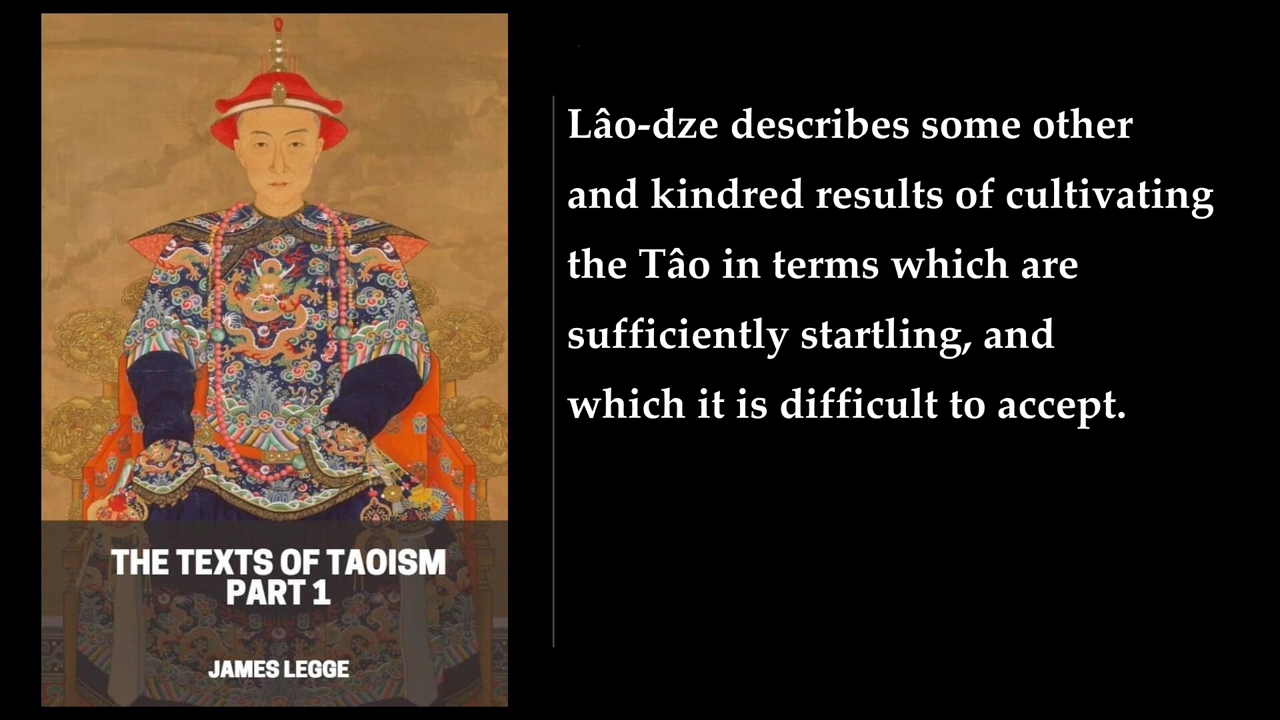 Lâo-dze describes some other
and kindred results of cultivating
the Tâo in terms which are
sufficiently startling, and
which it is difficult to accept.
THE TEXTS OF TAOISM
PART 1
JAMES LEGGE